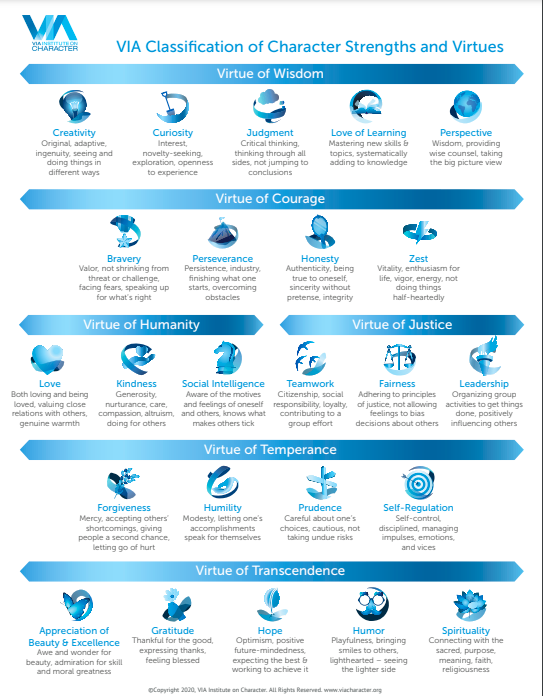 VIA INSTITUTE ON
CHARACTER
VIA Classification of Character Strengths and Virtues
Virtue of Wisdom
Creativity
Original, adaptive,
ingenuity, seeing and
doing things in
different ways
Curiosity
Interest,
novelty-seeking,
exploration, openness
to experience
Judgment
Critical thinking,
thinking through all
sides, not jumping to
conclusions
Love of Learning
Mastering new skills &
topics, systematically
adding to knowledge
Perspective
Wisdom, providing
wise counsel, taking
the big picture view
Virtue of Courage
Bravery
Valor, not shrinking from
threat or challenge,
facing fears, speaking up
for what's right
Perseverance
Persistence, industry,
finishing what one
starts, overcoming
obstacles
Honesty
Authenticity, being
true to oneself,
sincerity without
pretense, integrity
Zest
Vitality, enthusiasm for
life, vigor, energy, not
doing things
half-heartedly
Virtue of Humanity
Love
Both loving and being
loved, valuing close
relations with others,
genuine warmth
Kindness
Generosity,
nurturance, care,
compassion, altruism,
doing for others
Social Intelligence
Aware of the motives
and feelings of oneself
and others, knows what
makes others tick
Virtue of Justice
Teamwork
Citizenship, social
responsibility, loyalty,
contributing to a
group effort
Fairness
Adhering to principles
of justice, not allowing
feelings to bias
decisions about others
Leadership
Organizing group
activities to get things
done, positively
influencing others
Virtue of Temperance
Forgiveness
Mercy, accepting others'
shortcomings, giving
people a second chance,
letting go of hurt
Humility
Modesty, letting one's
accomplishments
speak for themselves
Prudence
Careful about one's
choices, cautious, not
taking undue risks
Self-Regulation
Self-control,
disciplined, managing
impulses, emotions,
and vices
Virtue of Transcendence
Appreciation of
Beauty & Excellence
Awe and wonder for
beauty, admiration for skill
and moral greatness
Gratitude
Thankful for the good,
expressing thanks,
feeling blessed
Hope
Optimism, positive
future-mindedness,
expecting the best &
working to achieve it
Humor
Playfulness, bringing
smiles to others,
lighthearted – seeing
the lighter side
Spirituality
Connecting with the
sacred, purpose,
meaning, faith,
religiousness
©Copyright 2020, VIA Institute on Character. All Rights Reserved. www.viacharacter.org